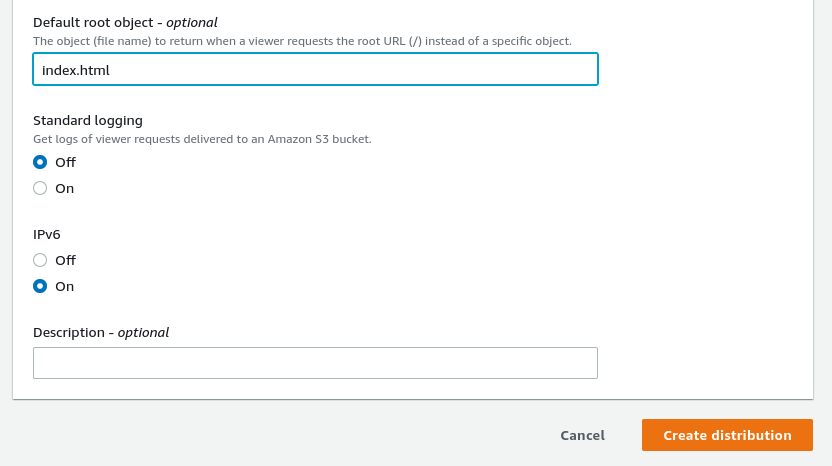 Default root object - optional
The object (file name) to return when a viewer requests the root URL (/) instead of a specific object.
index.html
Standard logging
Get logs of viewer requests delivered to an Amazon S3 bucket.
Off
On
IPv6
Off
On
Description - optional
Cancel
Create distribution